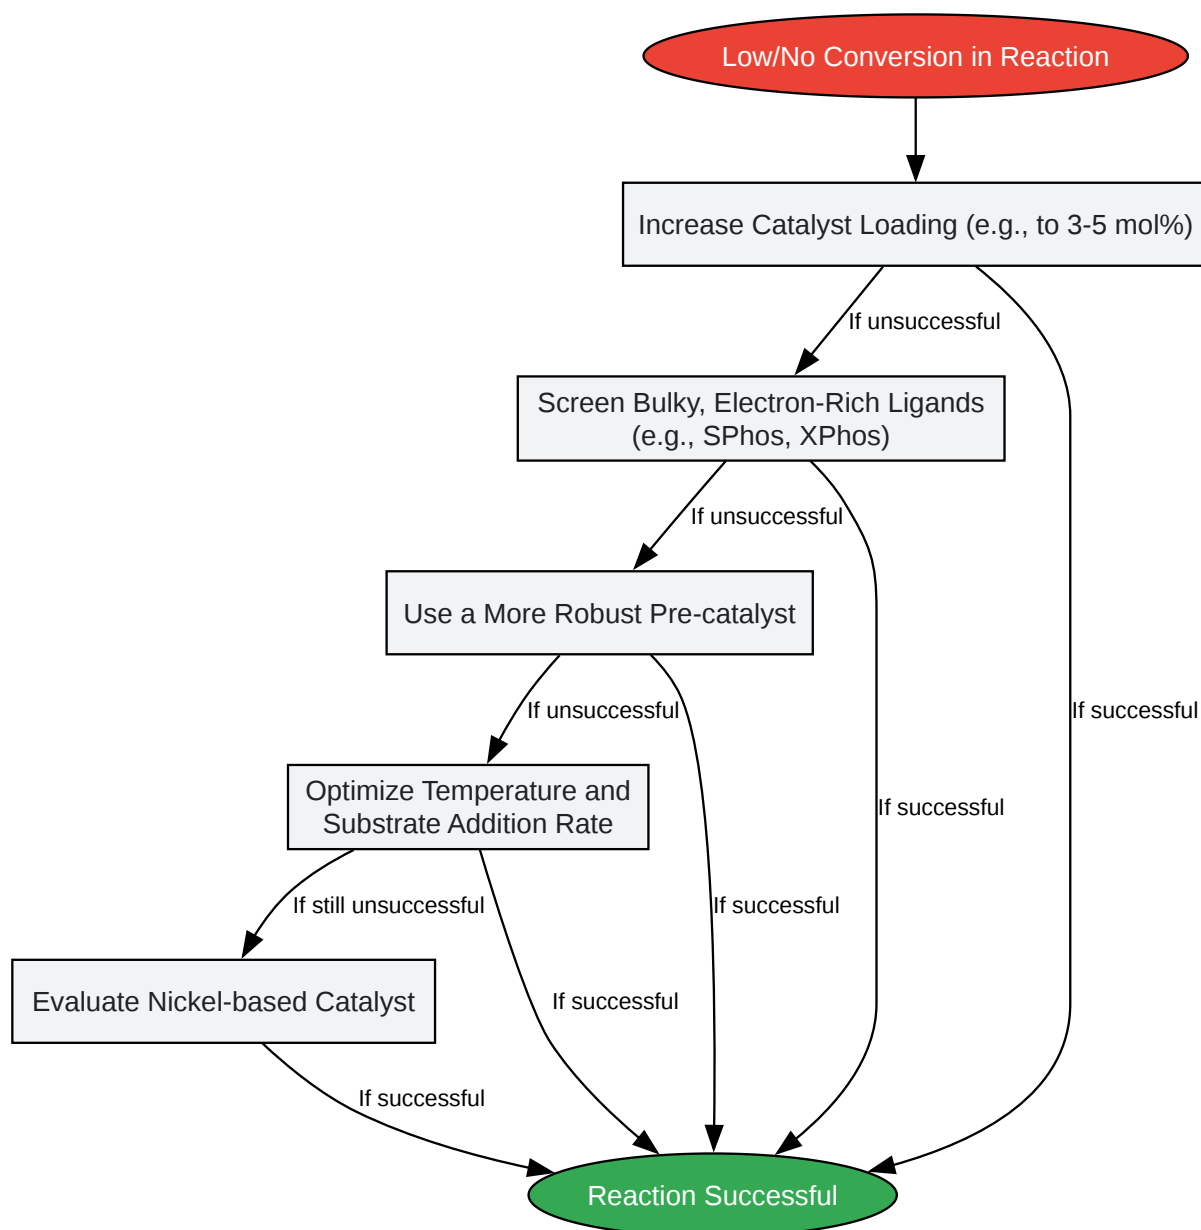 Low/No Conversion in Reaction
Increase Catalyst Loading (e.g., to 3-5 mol%)
If unsuccessful
Screen Bulky, Electron-Rich Ligands
(e.g., SPhos, XPhos)
If unsuccessful
Use a More Robust Pre-catalyst
If unsuccessful
If successful
Optimize Temperature and
Substrate Addition Rate
If successful
If still unsuccessful
If successful
Evaluate Nickel-based Catalyst
If successful
If successful
Reaction Successful